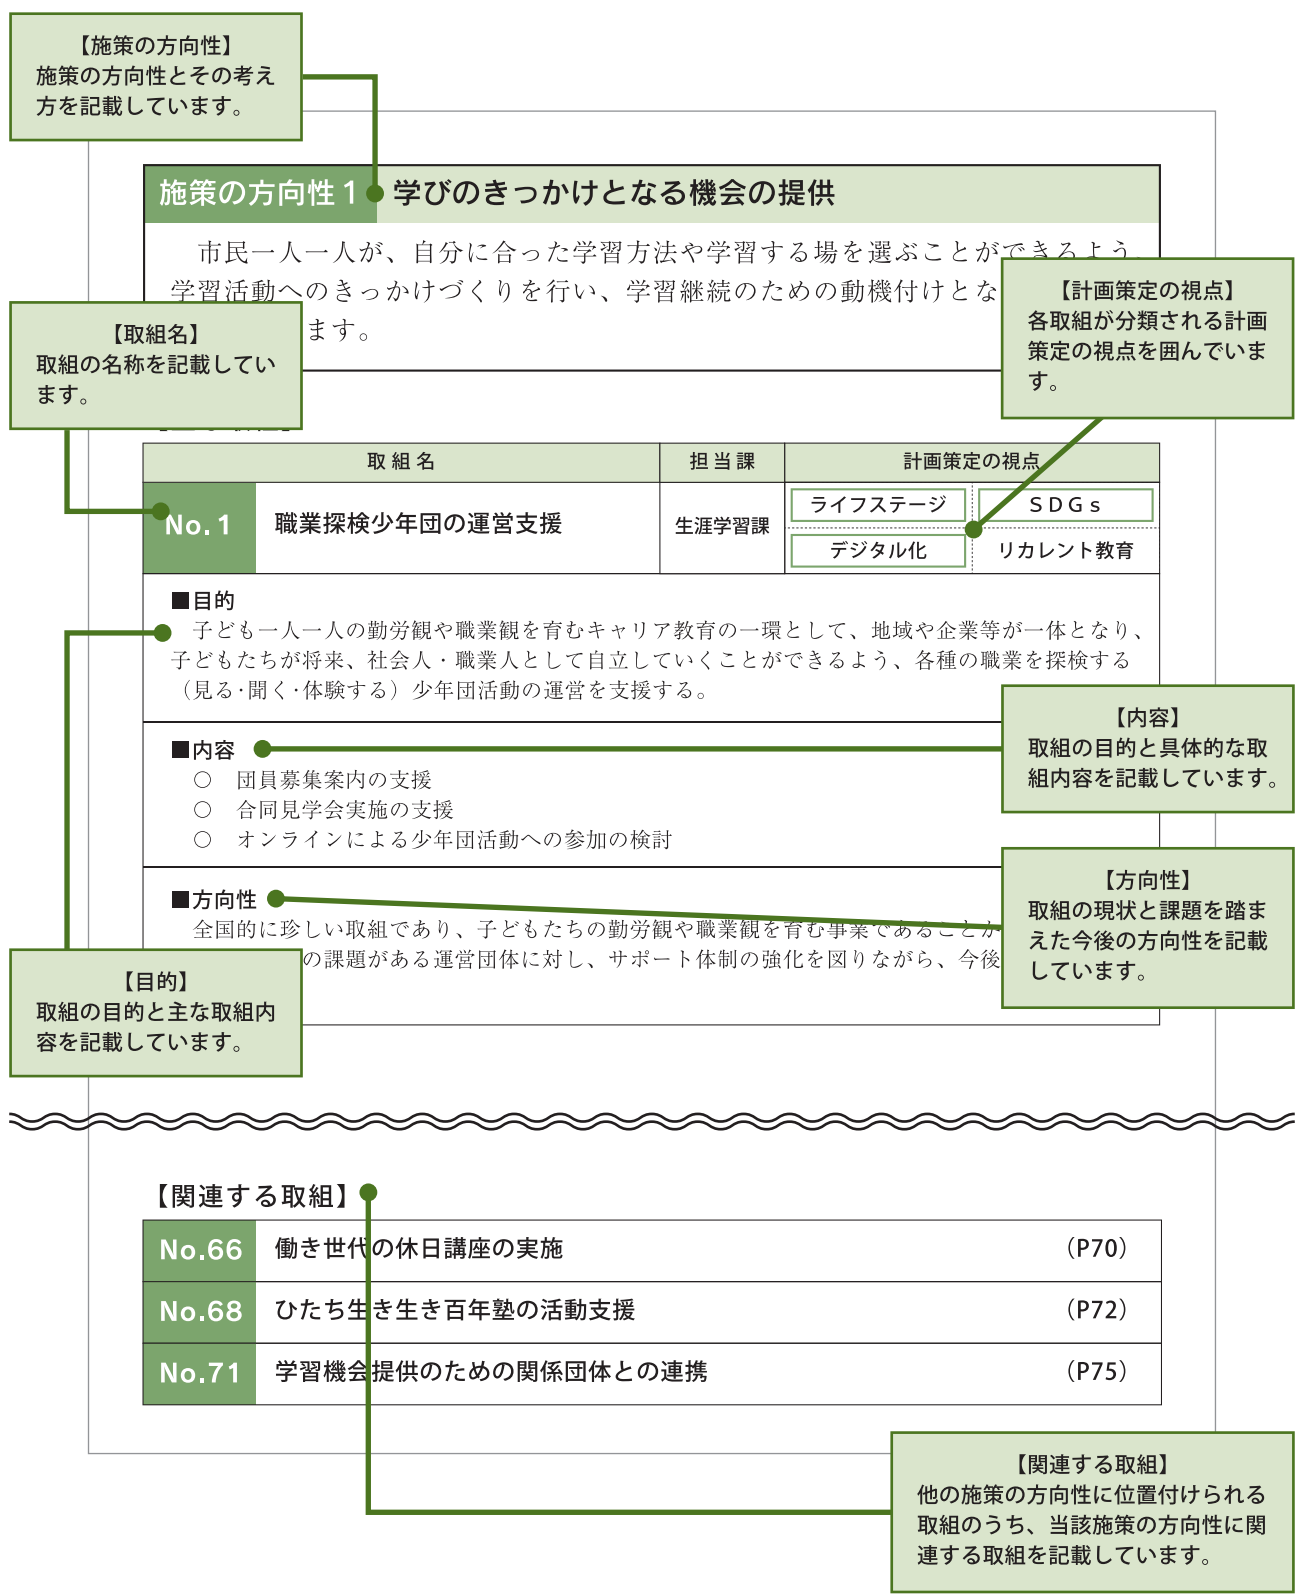 【施策の方向性】
施策の方向性とその考え
方を記載しています。
施策の方向性１
学びのきっかけとなる機会の提供
市民一人一人が、自分に合った学習方法や学習する場を選ぶことができるよう、
学習活動へのきっかけづくりを行い、学習継続のための動機付けとな
ます。
【計画策定の視点】
各取組が分類される計画
策定の視点を囲んでいま
す。
【取組名】
取組の名称を記載してい
ます。
取 組 名
担 当 課
計画策定の視点
No. 1
職業探検少年団の運営支援
生涯学習課
ライフステージ
ＳＤＧｓ
デジタル化
リカレント教育
■目的
子ども一人一人の勤労観や職業観を育むキャリア教育の一環として、地域や企業等が一体となり、
子どもたちが将来、社会人・職業人として自立していくことができるよう、各種の職業を探検する
（見る･聞く･体験する）少年団活動の運営を支援する。
■内容
○　団員募集案内の支援
○　合同見学会実施の支援
○　オンラインによる少年団活動への参加の検討
【内容】
取組の目的と具体的な取
組内容を記載しています。
■方向性
全国的に珍しい取組であり、子どもたちの勤労観や職業観を育む事業であることか
の課題がある運営団体に対し、サポート体制の強化を図りながら、今後
【方向性】
取組の現状と課題を踏ま
えた今後の方向性を記載
しています。
【目的】
取組の目的と主な取組内
容を記載しています。
【関連する取組】
No.66 働き世代の休日講座の実施 （P70）
No.68 ひたち生き生き百年塾の活動支援 （P72）
No.71 学習機会提供のための関係団体との連携 （P75）
【関連する取組】
他の施策の方向性に位置付けられる
取組のうち、当該施策の方向性に関
連する取組を記載しています。